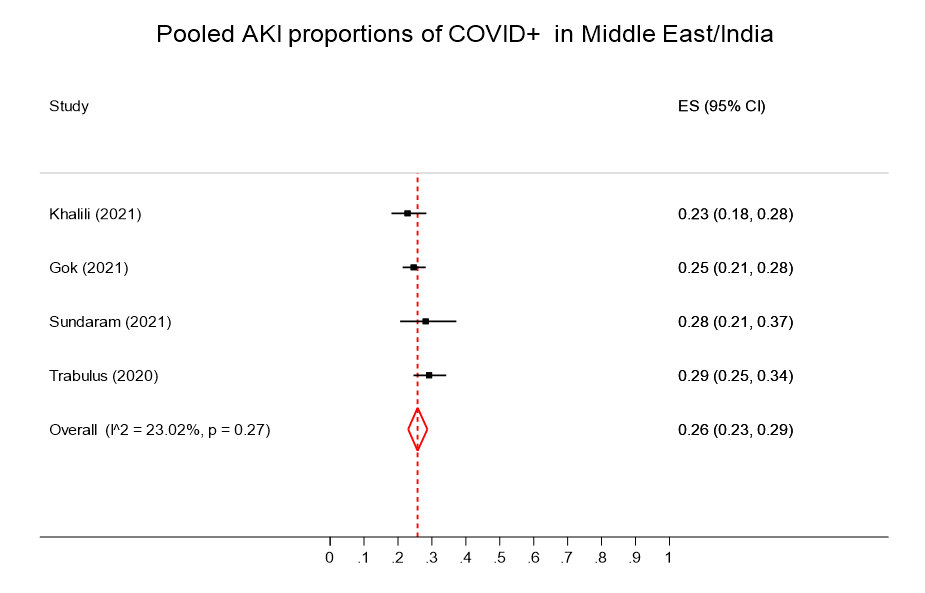 Pooled AKI proportions of COVID+  in Middle East/India
Study ES (95% CI)
Khalili (2021) 0.23 (0.18, 0.28)
Gok (2021) 0.25 (0.21, 0.28)
Sundaram (2021) 0.28 (0.21, 0.37)
Trabulus (2020) 0.29 (0.25, 0.34)
Overall  (I^2 = 23.02%, p = 0.27) 0.26 (0.23, 0.29)
0 .1 .2 .3 .4 .5 .6 .7 .8 .9 1